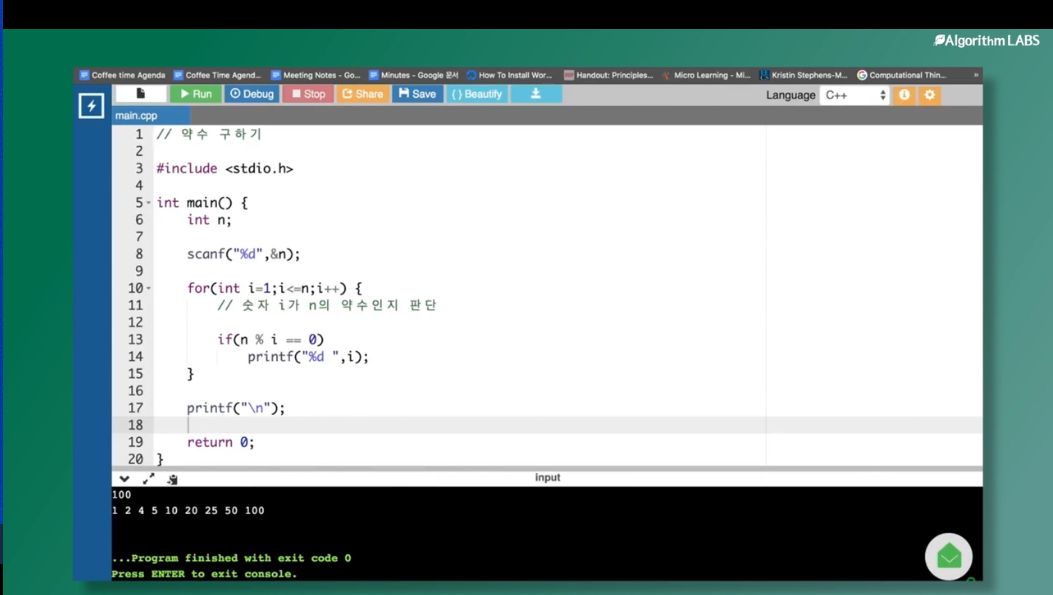 Algorithm LABS
Coffee time Agenda Coffee Time Agend... Meeting Notes - Go... Minutes - Google 문서 How To Install Wor... Handout: Principles... Micro Learning - Mi... Kristin Stephens-M... Computational Thin... »
Run Debug Stop Share Save {} Beautify Language C++
main.cpp
1 // 약수 구하기
2
3 #include <stdio.h>
4
5 int main() {
6 int n;
7
8 scanf("%d",&n);
9
10 for(int i=1;i<=n;i++) {
11 // 숫자 i가 n의 약수인지 판단
12
13 if(n % i == 0)
14 printf("%d ",i);
15 }
16
17 printf("\n");
18
19 return 0;
20 }
input
100
1 2 4 5 10 20 25 50 100
...Program finished with exit code 0
Press ENTER to exit console.